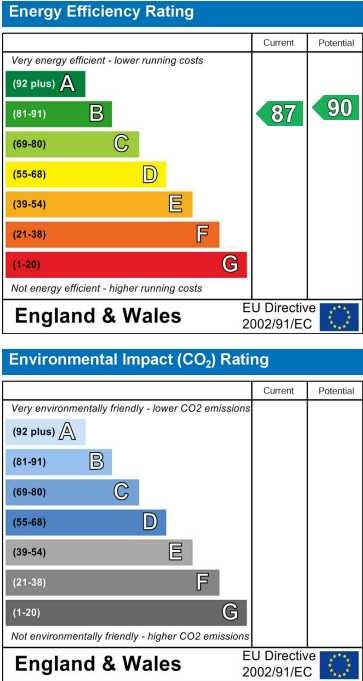 Energy Efficiency Rating
Current Potential
Very energy efficient - lower running costs
(92 plus) A
(81-91) B 87 90
(69-80) C
(55-68) D
(39-54) E
(21-38) F
(1-20) G
Not energy efficient - higher running costs
England & Wales EU Directive
2002/91/EC
Environmental Impact (CO₂) Rating
Current Potential
Very environmentally friendly - lower CO2 emissions
(92 plus) A
(81-91) B
(69-80) C
(55-68) D
(39-54) E
(21-38) F
(1-20) G
Not environmentally friendly - higher CO2 emissions
England & Wales EU Directive
2002/91/EC